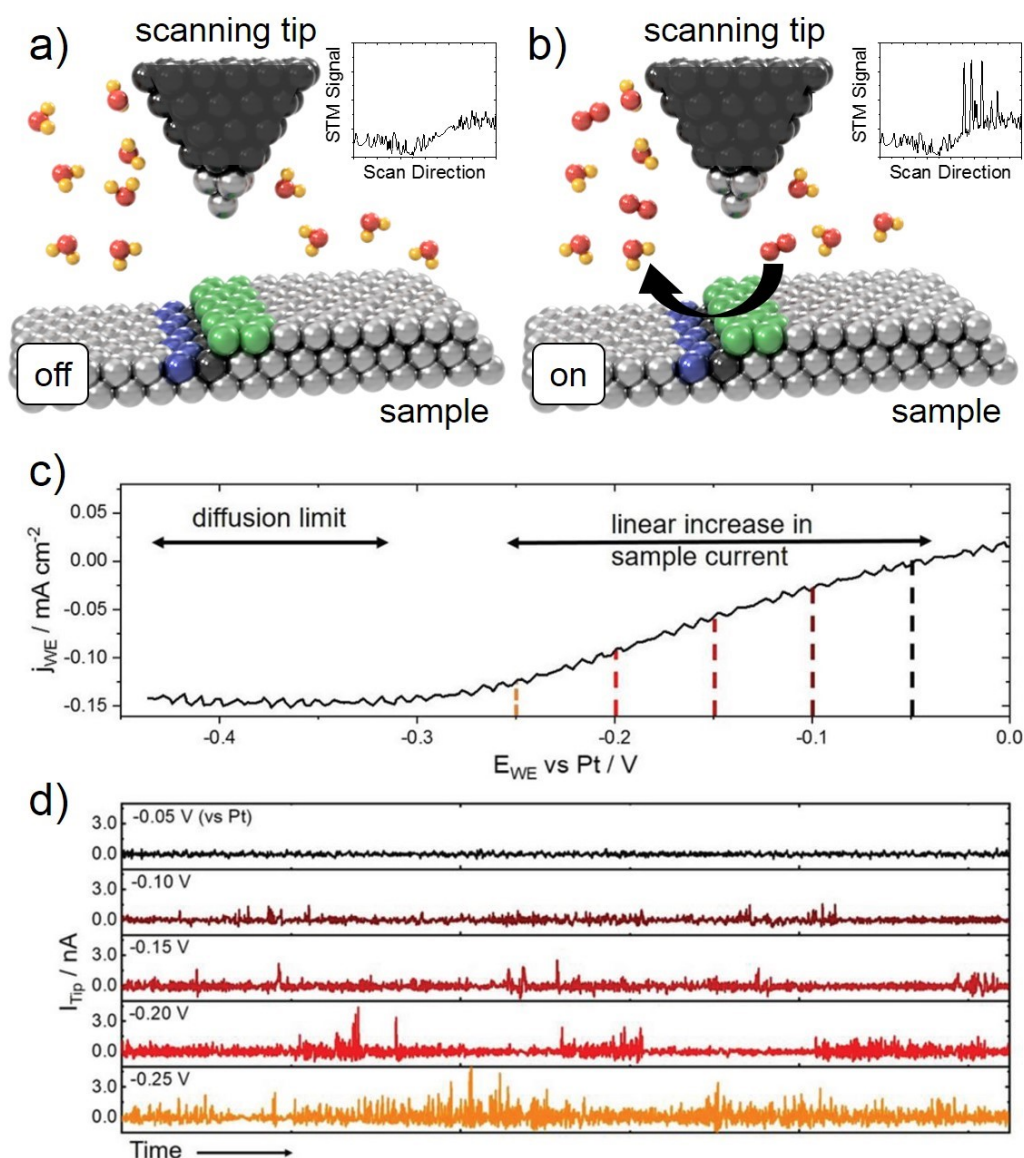 a)
scanning tip
STM Signal
Scan Direction
off
sample
b)
scanning tip
STM Signal
Scan Direction
on
sample
c)
diffusion limit
linear increase in
sample current
0.05
0.00
-0.05
-0.10
-0.15
j_WE / mA cm⁻²
-0.4
-0.3
-0.2
-0.1
0.0
E_WE vs Pt / V
d)
-0.05 V (vs Pt)
3.0
0.0
-0.10 V
3.0
0.0
-0.15 V
3.0
0.0
-0.20 V
3.0
0.0
-0.25 V
3.0
0.0
I_Tip / nA
Time